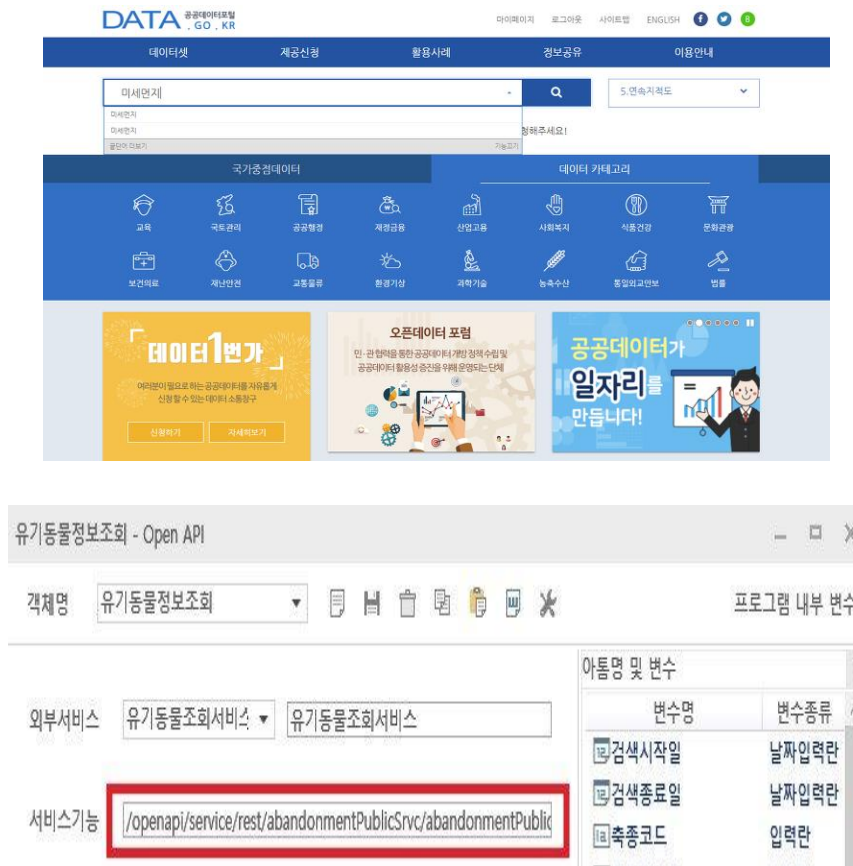 DATA 공공데이터포털
. GO . KR
마이페이지 로그아웃 사이트맵 ENGLISH
데이터셋 제공신청 활용사례 정보공유 이용안내
미세먼지
5.연속지적도
미세먼지
미세먼지
청해주세요!
끝단어 더보기 기능끄기
국가중점데이터 데이터 카테고리
교육 국토관리 공공행정 재정금융 산업고용 사회복지 식품건강 문화관광
보건의료 재난안전 교통물류 환경기상 과학기술 농축수산 통일외교안보 법률
「데이터1번가」
여러분이 필요로 하는 공공데이터를 자유롭게
신청할 수 있는 데이터 소통창구
신청하기 자세히보기
오픈데이터 포럼
민·관 협력을 통한 공공데이터 개방 정책 수립 및
공공데이터 활용성 증진을 위해 운영되는 단체
공공데이터가
일자리를
만듭니다!
유기동물정보조회 - Open API
객체명 유기동물정보조회
프로그램 내부 변수
아톰명 및 변수
외부서비스 유기동물조회서비스 유기동물조회서비스
변수명 변수종류
검색시작일 날짜입력란
검색종료일 날짜입력란
서비스기능 /openapi/service/rest/abandonmentPublicSrvc/abandonmentPublic
축종코드 입력란